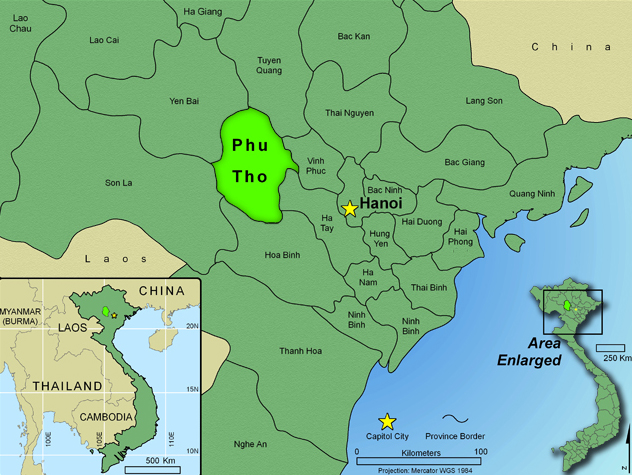 Lao
Chau
Ha Giang
Lao Cai
Bac Kan
China
Tuyen
Quang
Yen Bai
Thai Nguyen
Lang Son
Phu
Tho
Vinh
Phuc
Bac Giang
Son La
Bac Ninh
Quang Ninh
Hanoi
Ha
Tay
Hai Duong
Hung
Yen
Hai
Phong
Laos
Hoa Binh
Ha
Nam
Thai Binh
Ninh
Binh
Ninh
Binh
Thanh Hoa
Nghe An
CHINA
MYANMAR
(BURMA)
LAOS
20N
THAILAND
15N
CAMBODIA
100E
105E
110E
10N
500 Km
Area
Enlarged
250 Km
Capitol City
Province Border
0
100
Kilometers
Projection: Mercator WGS 1984
N